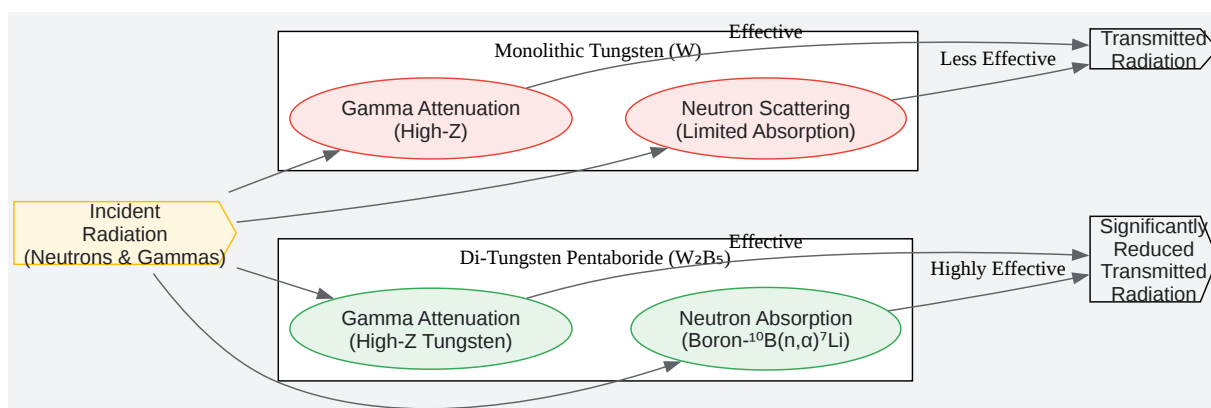 Effective
Monolithic Tungsten (W)
Transmitted
Radiation
Less Effective
Gamma Attenuation
(High-Z)
Neutron Scattering
(Limited Absorption)
Incident
Radiation
(Neutrons & Gammas)
Effective
Di-Tungsten Pentaboride (W₂B₅)
Significantly
Reduced
Transmitted
Radiation
Highly Effective
Gamma Attenuation
(High-Z Tungsten)
Neutron Absorption
(Boron-¹⁰B(n,α)⁷Li)